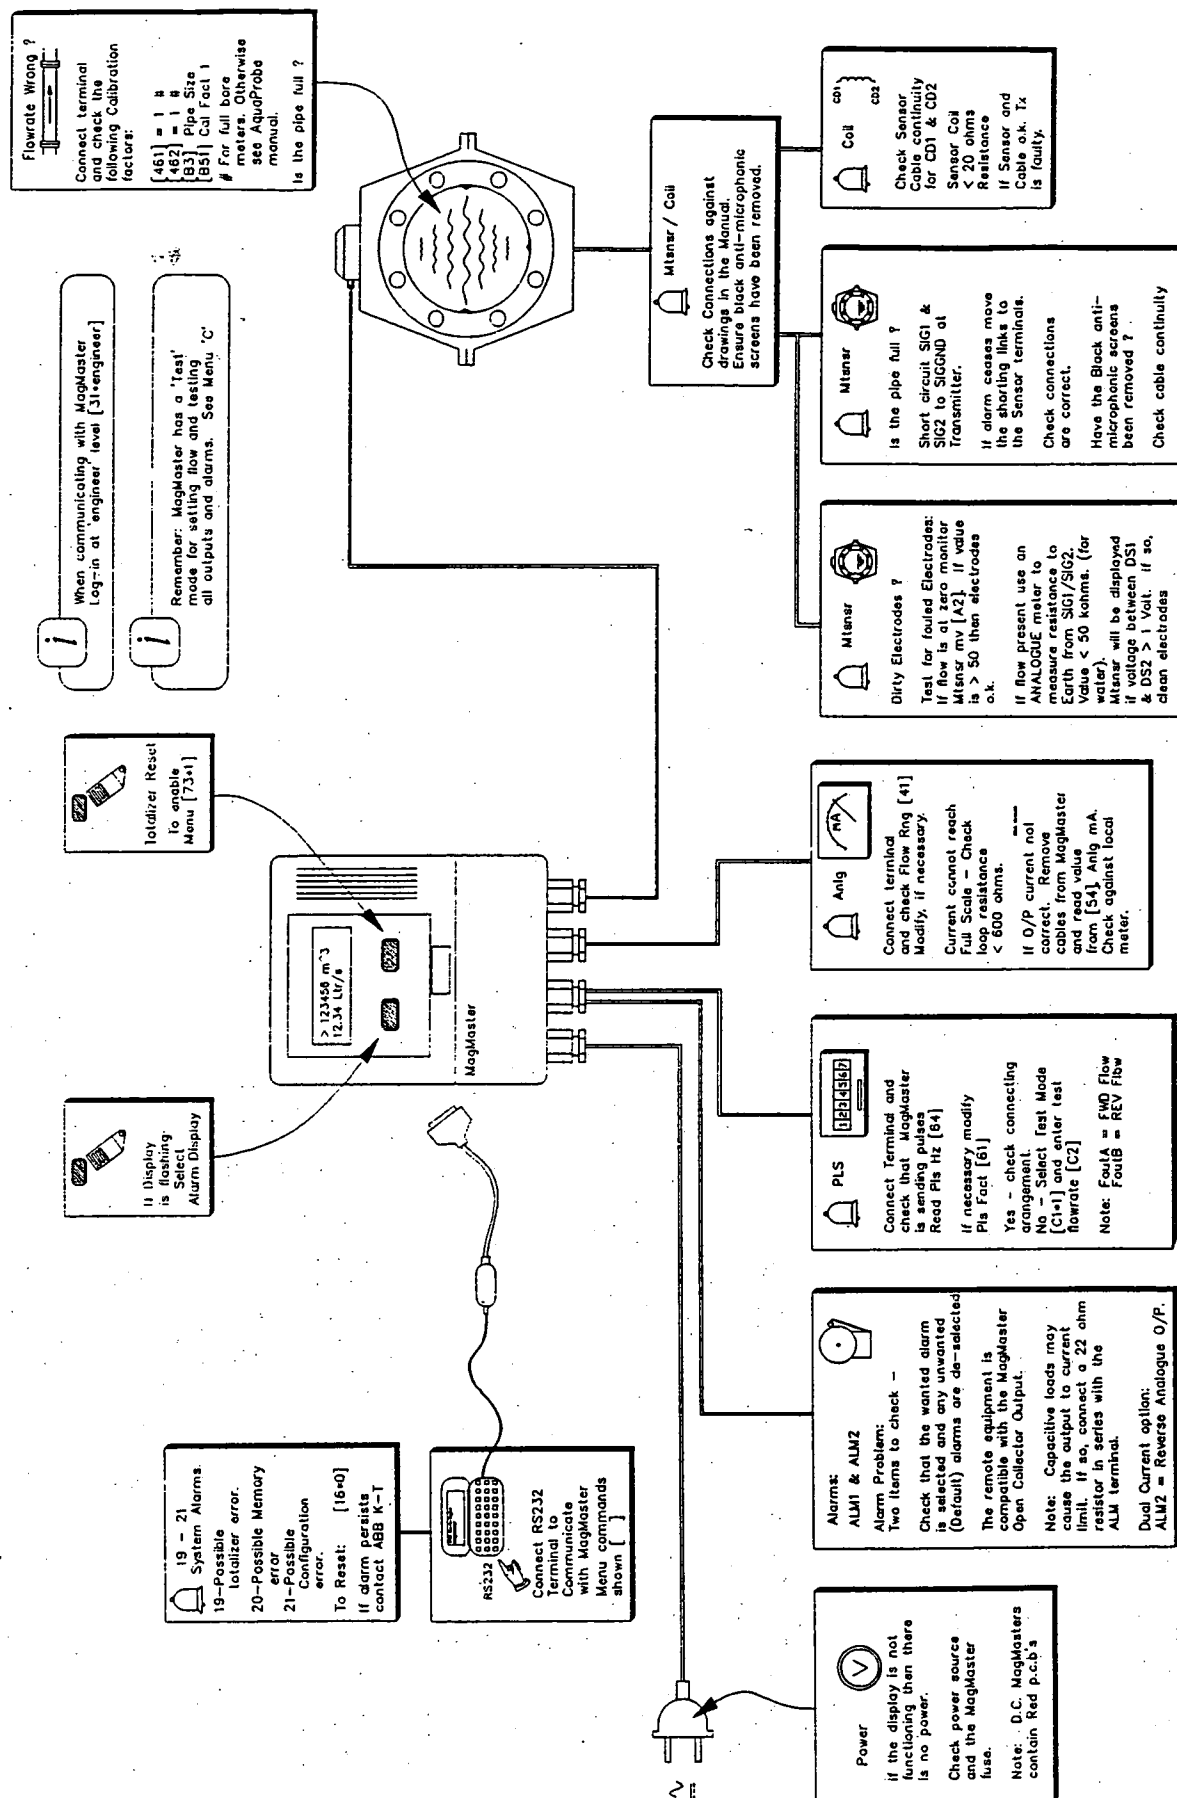 Flowrate Wrong ?
Connect terminal
and check the
following Calibration
factors:
[461] = 1 #
[462] = 1 #
[B3] Pipe Size
[B51] Cal Fact 1
# For full bore
meters. Otherwise
see AquaProbe
manual.
Is the pipe full ?
i
When communicating with MagMaster
Log-in at 'engineer' level [31*engineer]
i
Remember: MagMaster has a 'Test'
mode for setting flow and testing
all outputs and alarms. See Menu 'C'
Totalizer Reset
To enable
Menu [73*1]
If Display
is flashing
Select
Alarm Display
> 123456 m^3
12.34 Ltr/s
MagMaster
19 - 21
System Alarms.
19-Possible
totalizer error.
20-Possible Memory
error
21-Possible
Configuration
error.
To Reset: [16*0]
If alarm persists
contact ABB K-T
RS232
Connect RS232
Terminal to
Communicate
with MagMaster
Menu commands
shown [ ]
Power
V
if the display is not
functioning then there
is no power.
Check power source
and the MagMaster
fuse.
Note: D.C. MagMasters
contain Red p.c.b's
Alarms:
ALM1 & ALM2
Alarm Problem:
Two items to check -
Check that the wanted alarm
is selected and any unwanted
(Default) alarms are de-selected
The remote equipment is
compatible with the MagMaster
Open Collector Output.
Note: Capacitive loads may
cause the output to current
limit. If so, connect a 22 ohm
resistor in series with the
ALM terminal.
Dual Current option:
ALM2 = Reverse Analogue O/P.
PLS
1234567
Connect Terminal and
check that MagMaster
is sending pulses
Read Pls Hz [64]
If necessary modify
Pls Fact [61]
Yes - check connecting
arangement.
No - Select Test Mode
[C1*1] and enter test
flowrate [C2]
Note: FoutA = FWD Flow
FoutB = REV Flow
Anlg
mA
Connect terminal
and check Flow Rng [41]
Modify, if necessary.
Current cannot reach
Full Scale - Check
loop resistance
< 600 ohms.
If O/P current not
correct. Remove
cables from MagMaster
and read value
from [54], Anlg mA.
Check against local
meter.
Mtsnsr / Coil
Check Connections against
drawings in the Manual.
Ensure black anti-microphonic
screens have been removed.
Mtsnsr
Dirty Electrodes ?
Test for fouled Electrodes:
If flow is at zero monitor
Mtsnsr mv [A2]. If value
is > 50 then electrodes
o.k.
If flow present use an
ANALOGUE meter to
measure resistance to
Earth from SIG1/SIG2.
Value < 50 kohms. (for
water).
Mtsnsr will be displayed
if voltage between DS1
& DS2 > 1 Volt. If so,
clean electrodes
Mtsnsr
Is the pipe full ?
Short circuit SIG1 &
SIG2 to SIGGND at
Transmitter.
If alarm ceases move
the shorting links to
the Sensor terminals.
Check connections
are correct.
Have the Black anti-
microphonic screens
been removed ?
Check cable continuity
Coil
CD1
CD2
Check Sensor
Cable continuity
for CD1 & CD2
Sensor Coil
< 20 ohms
Resistance
If Sensor and
Cable o.k. Tx
is faulty.